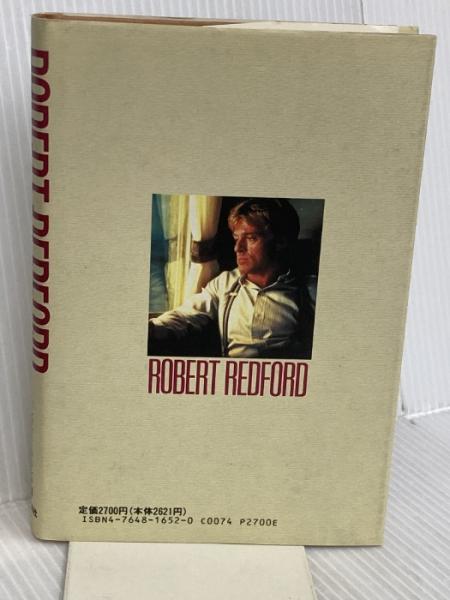 ROBERT REDFORD
ROBERT REDFORD
定価2700円(本体2621円)
ISBN4-7648-1652-0 C0074 P2700E